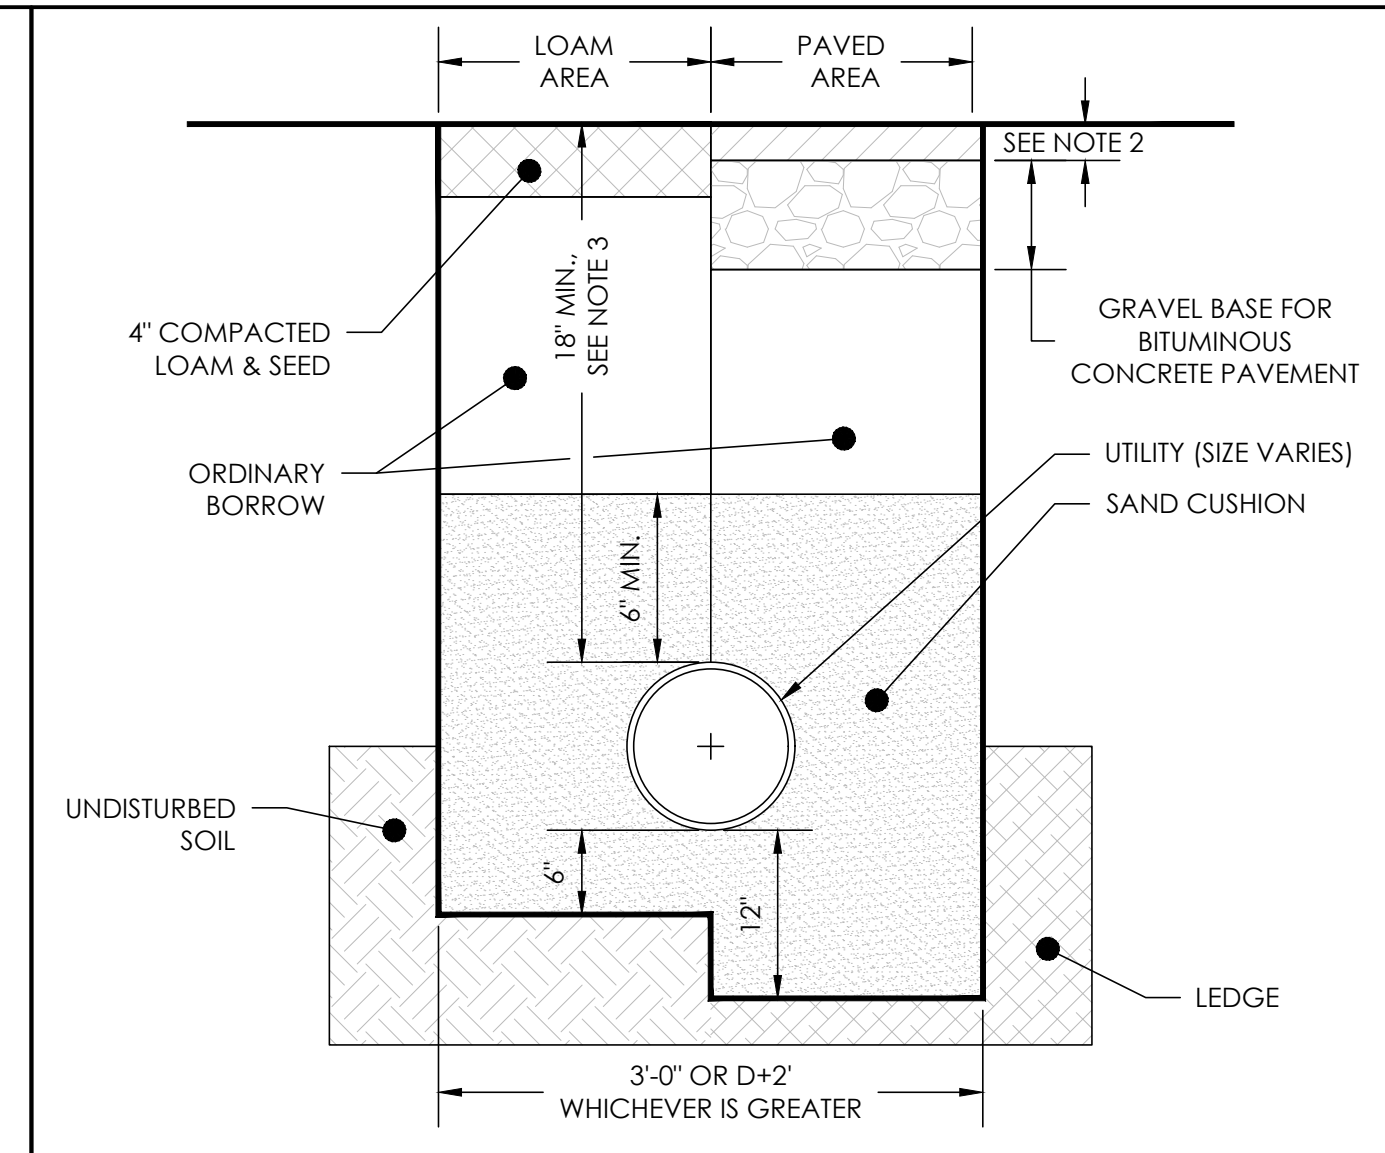 LOAM
AREA
PAVED
AREA
SEE NOTE 2
18" MIN.,
SEE NOTE 3
4" COMPACTED
LOAM & SEED
GRAVEL BASE FOR
BITUMINOUS
CONCRETE PAVEMENT
ORDINARY
BORROW
UTILITY (SIZE VARIES)
SAND CUSHION
6" MIN.
UNDISTURBED
SOIL
6"
12"
LEDGE
3'-0" OR D+2'
WHICHEVER IS GREATER